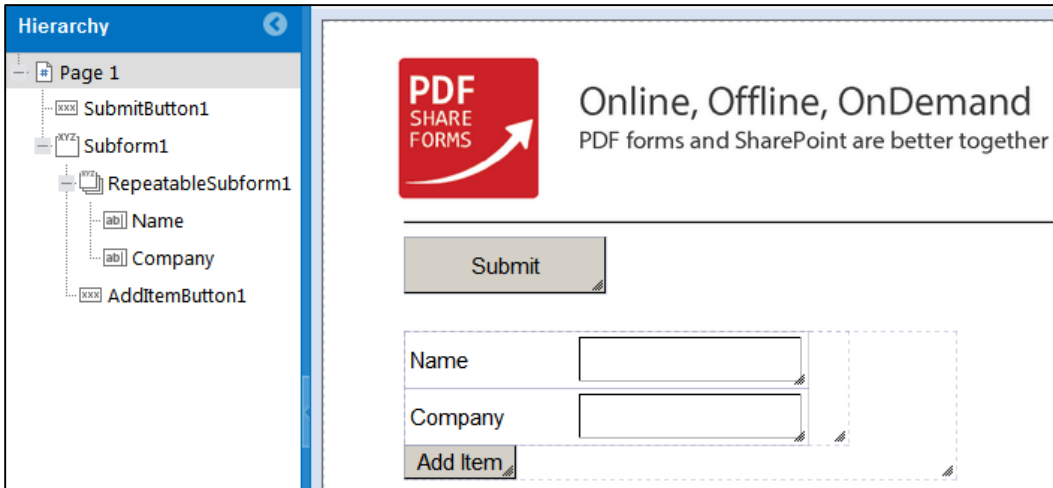 Hierarchy
Page 1
SubmitButton1
Subform1
RepeatableSubform1
Name
Company
AddItemButton1
PDF
SHARE
FORMS
Online, Offline, OnDemand
PDF forms and SharePoint are better together
Submit
Name
Company
Add Item